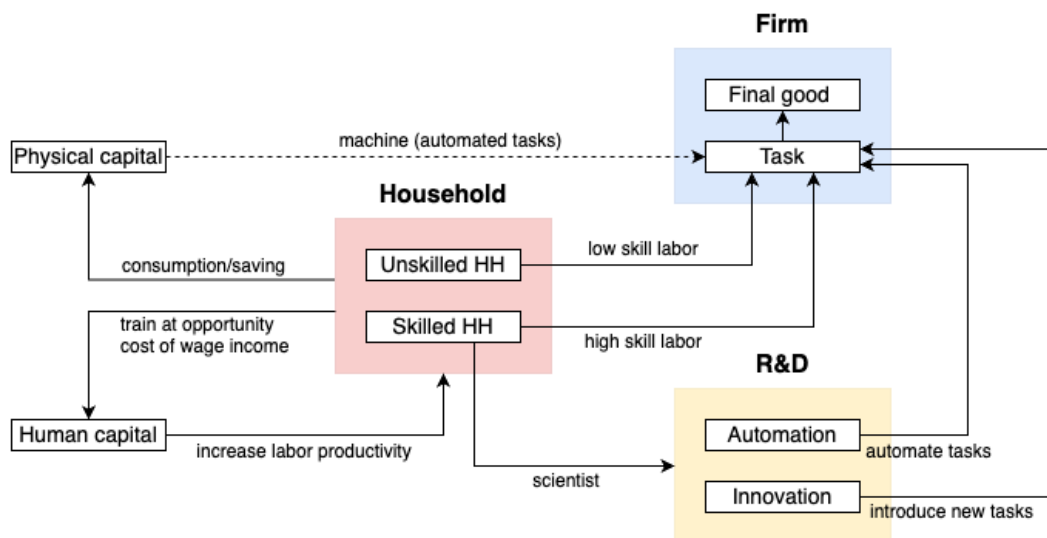 Firm
Final good
machine (automated tasks)
Physical capital
Task
Household
low skill labor
consumption/saving
Unskilled HH
train at opportunity
cost of wage income
Skilled HH
high skill labor
R&D
Human capital
increase labor productivity
Automation
automate tasks
scientist
Innovation
introduce new tasks